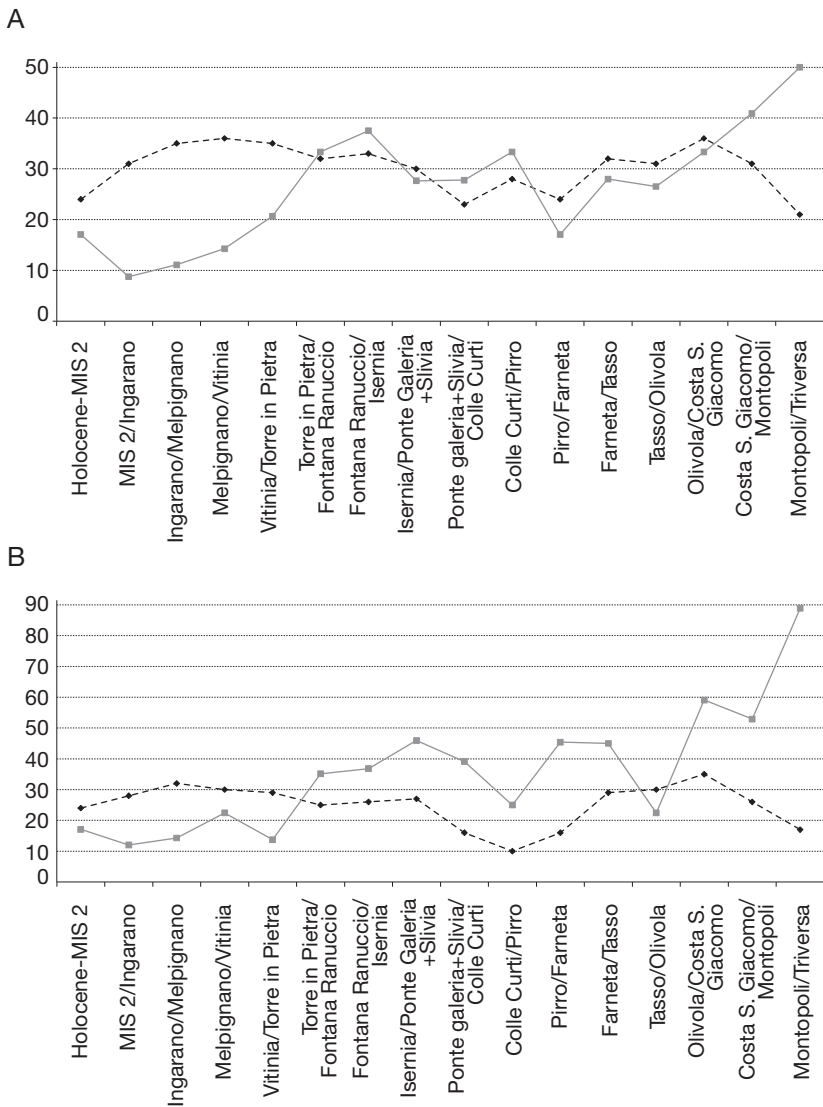 A
50
40
30
20
10
0
Holocene-MIS 2
MIS 2/Ingarano
Ingarano/Melpignano
Melpignano/Vitinia
Vitinia/Torre in Pietra
Torre in Pietra/
Fontana Ranuccio
Fontana Ranuccio/
Isernia
Isernia/Ponte Galeria
+Slivia
Ponte galeria+Slivia/
Colle Curti
Colle Curti/Pirro
Pirro/Farneta
Farneta/Tasso
Tasso/Olivola
Olivola/Costa S.
Giacomo
Costa S. Giacomo/
Montopoli
Montopoli/Triversa
B
90
80
70
60
50
40
30
20
10
0
Holocene-MIS 2
MIS 2/Ingarano
Ingarano/Melpignano
Melpignano/Vitinia
Vitinia/Torre in Pietra
Torre in Pietra/
Fontana Ranuccio
Fontana Ranuccio/
Isernia
Isernia/Ponte Galeria
+Slivia
Ponte galeria+Slivia/
Colle Curti
Colle Curti/Pirro
Pirro/Farneta
Farneta/Tasso
Tasso/Olivola
Olivola/Costa S.
Giacomo
Costa S. Giacomo/
Montopoli
Montopoli/Triversa